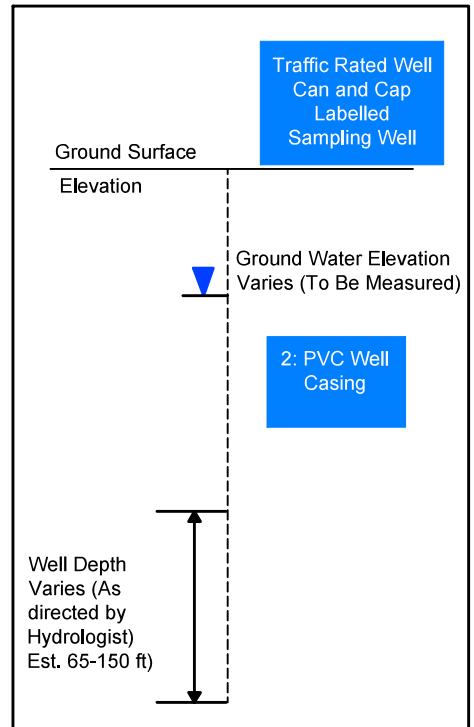 Traffic Rated Well
Can and Cap
Labelled
Sampling Well
Ground Surface
Elevation
Ground Water Elevation
Varies (To Be Measured)
2: PVC Well
Casing
Well Depth
Varies (As
directed by
Hydrologist)
Est. 65-150 ft)